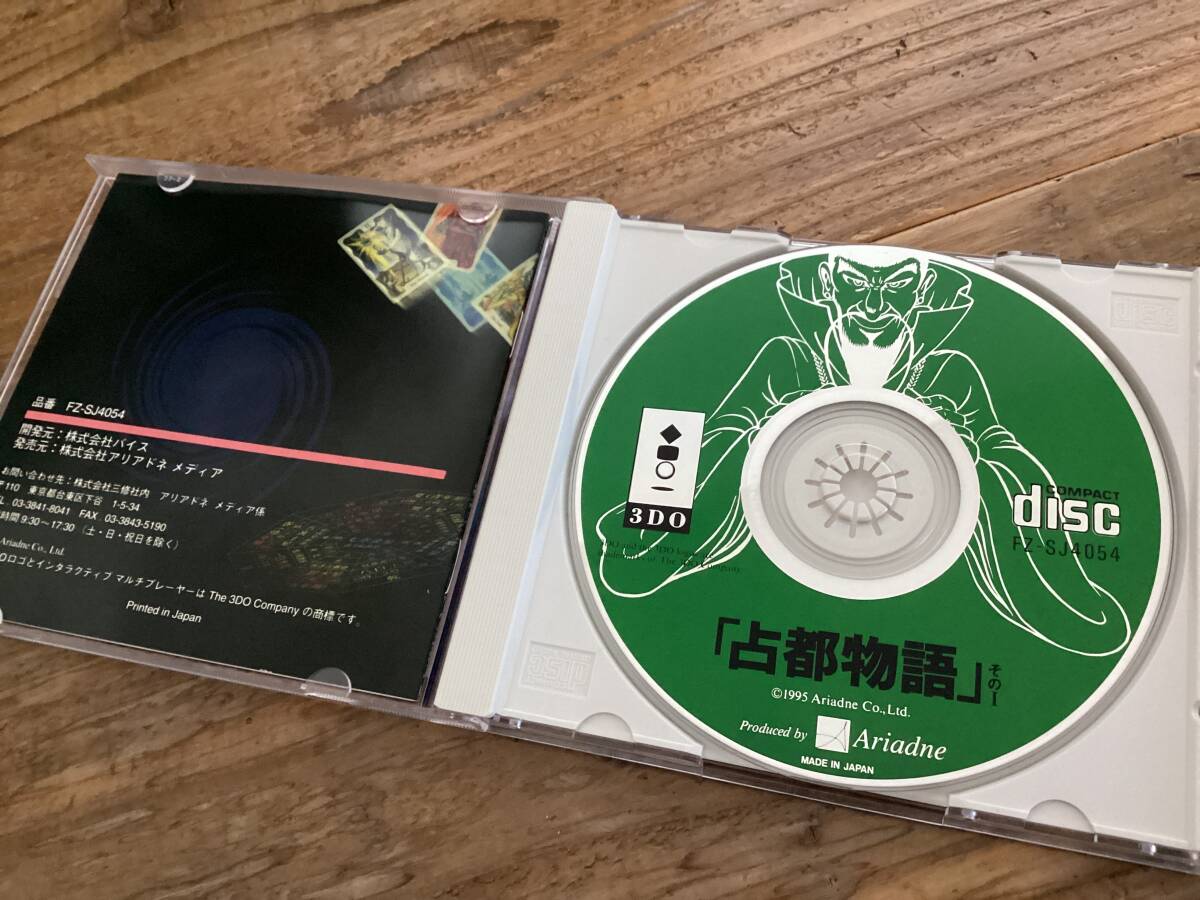 品番 FZ-SJ4054
開発元：株式会社パイス
発売元：株式会社アリアドネ メディア
お問い合わせ先：株式会社三修社内 アリアドネ メディア係
〒110 東京都台東区下谷 1-5-34
EL 03-3841-8041 FAX 03-3843-5190
時間 9:30~17:30（土・日・祝日を除く）
Ariadne Co., Ltd.
Oロゴとインタラクティブ マルチプレーヤーは The 3DO Company の商標です。
Printed in Japan
3DO
COMPACT
disc
FZ-SJ4054
「占都物語」その1
©1995 Ariadne Co.,Ltd.
Produced by Ariadne
MADE IN JAPAN